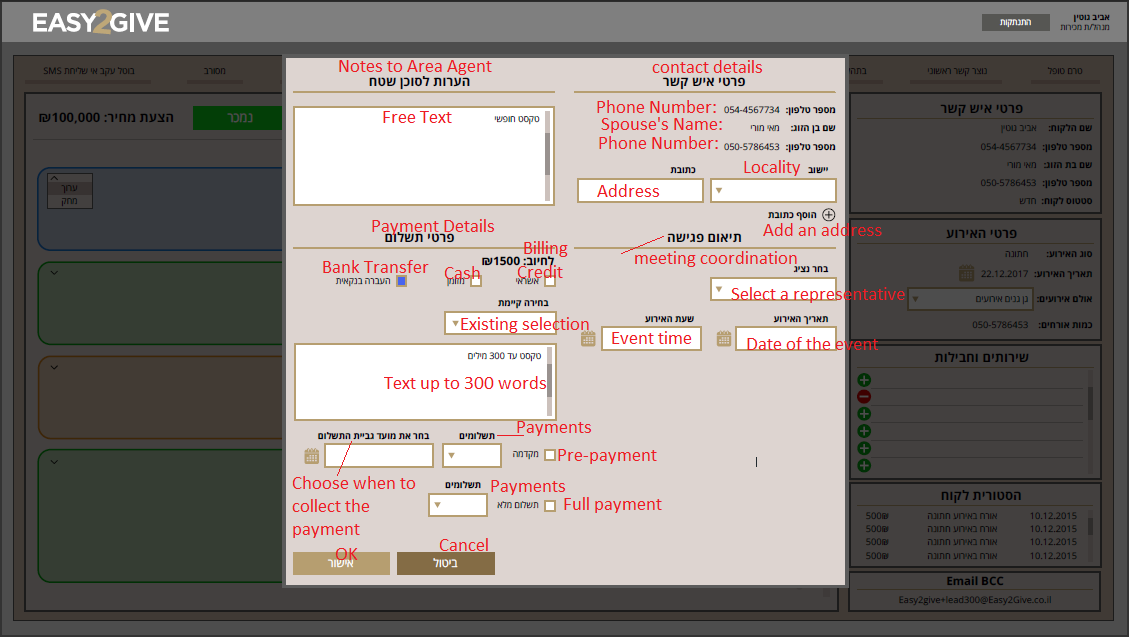 EASY2GIVE
התנתקות
אביב גוטין
מנהל/ת מכירות
טרם טופל
נוצר קשר ראשוני
מסורב
בוטל עקב אי שליחת SMS
פרטי איש קשר
שם הלקוח: אביב גוטין
מספר טלפון: 054-4567734
שם בת הזוג: מאי מורי
מספר טלפון: 050-5786453
סטטוס לקוח: חדש
פרטי האירוע
סוג האירוע: חתונה
תאריך האירוע: 22.12.2017
אולם אירועים: גן גנים אירועים
כמות אורחים: 050-5786453
שירותים וחבילות
הסטורית לקוח
10.12.2015 אורח באירוע חתונה 500₪
10.12.2015 אורח באירוע חתונה 500₪
10.12.2015 אורח באירוע חתונה 500₪
10.12.2015 אורח באירוע חתונה 500₪
Email BCC
Easy2give+lead300@Easy2Give.co.il
נמכר
הצעת מחיר: 100,000₪
ערוך
מחק
contact details
פרטי איש קשר
Phone Number: מספר טלפון: 054-4567734
Spouse's Name: שם בן הזוג: מאי מורי
Phone Number: מספר טלפון: 050-5786453
Locality יישוב
כתובת
Address
הוסף כתובת
Add an address
תיאום פגישה
meeting coordination
בחר נציג
Select a representative
תאריך האירוע
Date of the event
שעת האירוע
Event time
Notes to Area Agent
הערות לסוכן שטח
Free Text
טקסט חופשי
Payment Details
פרטי תשלום
Billing
לחיוב: 1500₪
Credit
אשראי
Cash
מזומן
Bank Transfer
העברה בנקאית
בחירה קיימת
Existing selection
טקסט עד 300 מילים
Text up to 300 words
Payments
תשלומים
בחר את מועד גביית התשלום
מקדמה
Pre-payment
Choose when to
collect the
payment
Payments
תשלומים
תשלום מלא
Full payment
OK
אישור
Cancel
ביטול